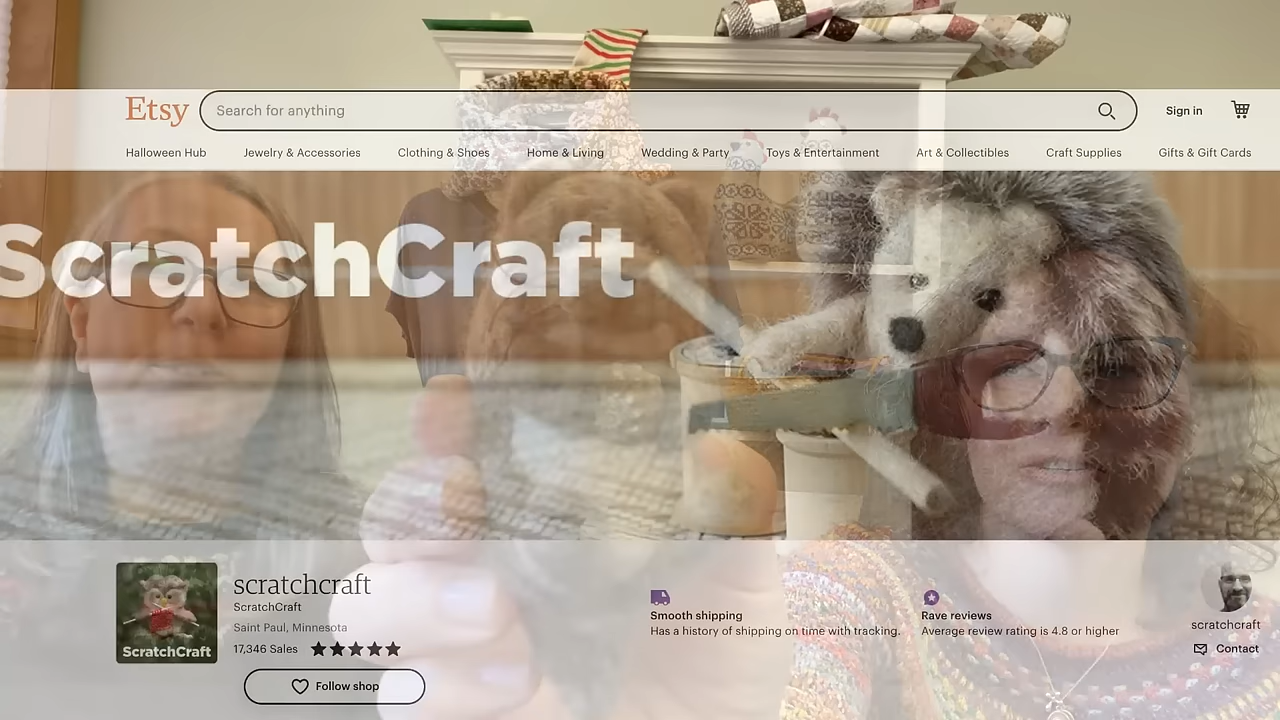 Etsy
Search for anything
Sign in
Halloween Hub
Jewelry & Accessories
Clothing & Shoes
Home & Living
Wedding & Party
Toys & Entertainment
Art & Collectibles
Craft Supplies
Gifts & Gift Cards
ScratchCraft
ScratchCraft
scratchcraft
ScratchCraft
Saint Paul, Minnesota
17,346 Sales
Follow shop
Smooth shipping
Has a history of shipping on time with tracking.
Rave reviews
Average review rating is 4.8 or higher
scratchcraft
Contact